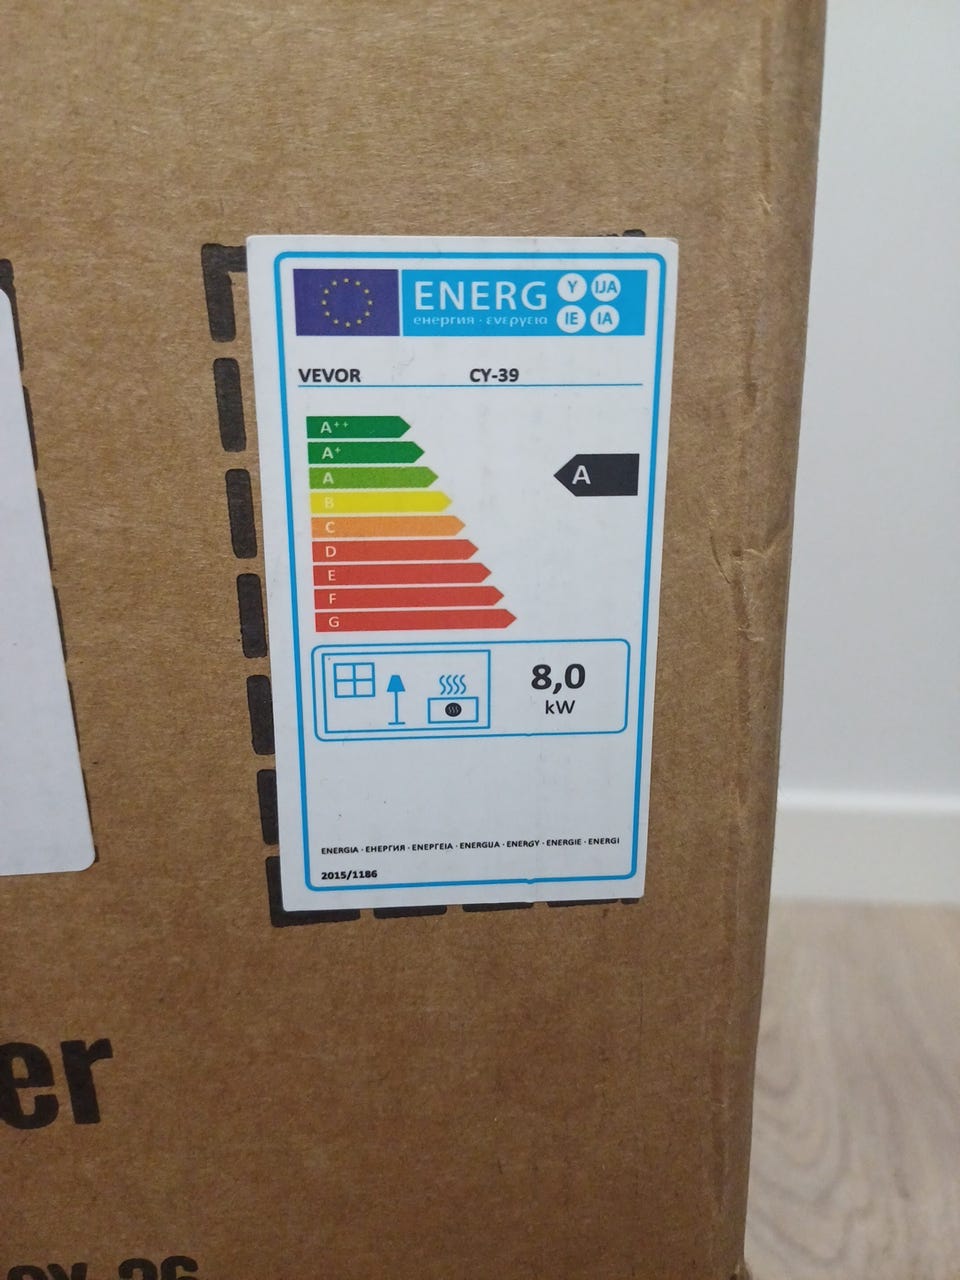 ENERG Y IJA
енергия · ενεργεια IE IA
VEVOR CY-39
A++
A+
A
A
B
C
D
E
F
G
8,0
kW
ENERGIA · ЕНЕРГИЯ · ΕΝΕΡΓΕΙΑ · ENERGIJA · ENERGY · ENERGIE · ENERGI
2015/1186
er